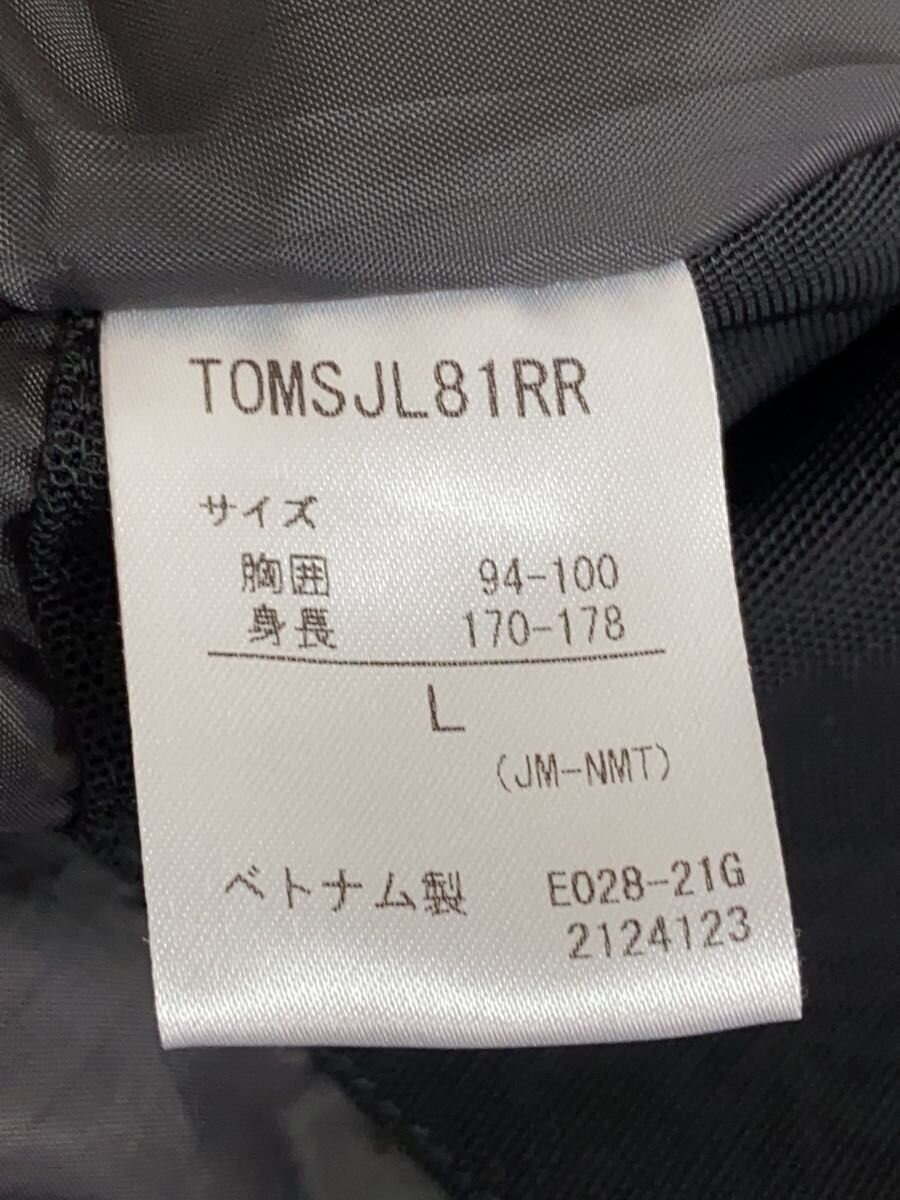 TOMSJL81RR
サイズ
胸囲 94-100
身長 170-178
L
(JM-NMT)
ベトナム製 E028-21G
2124123